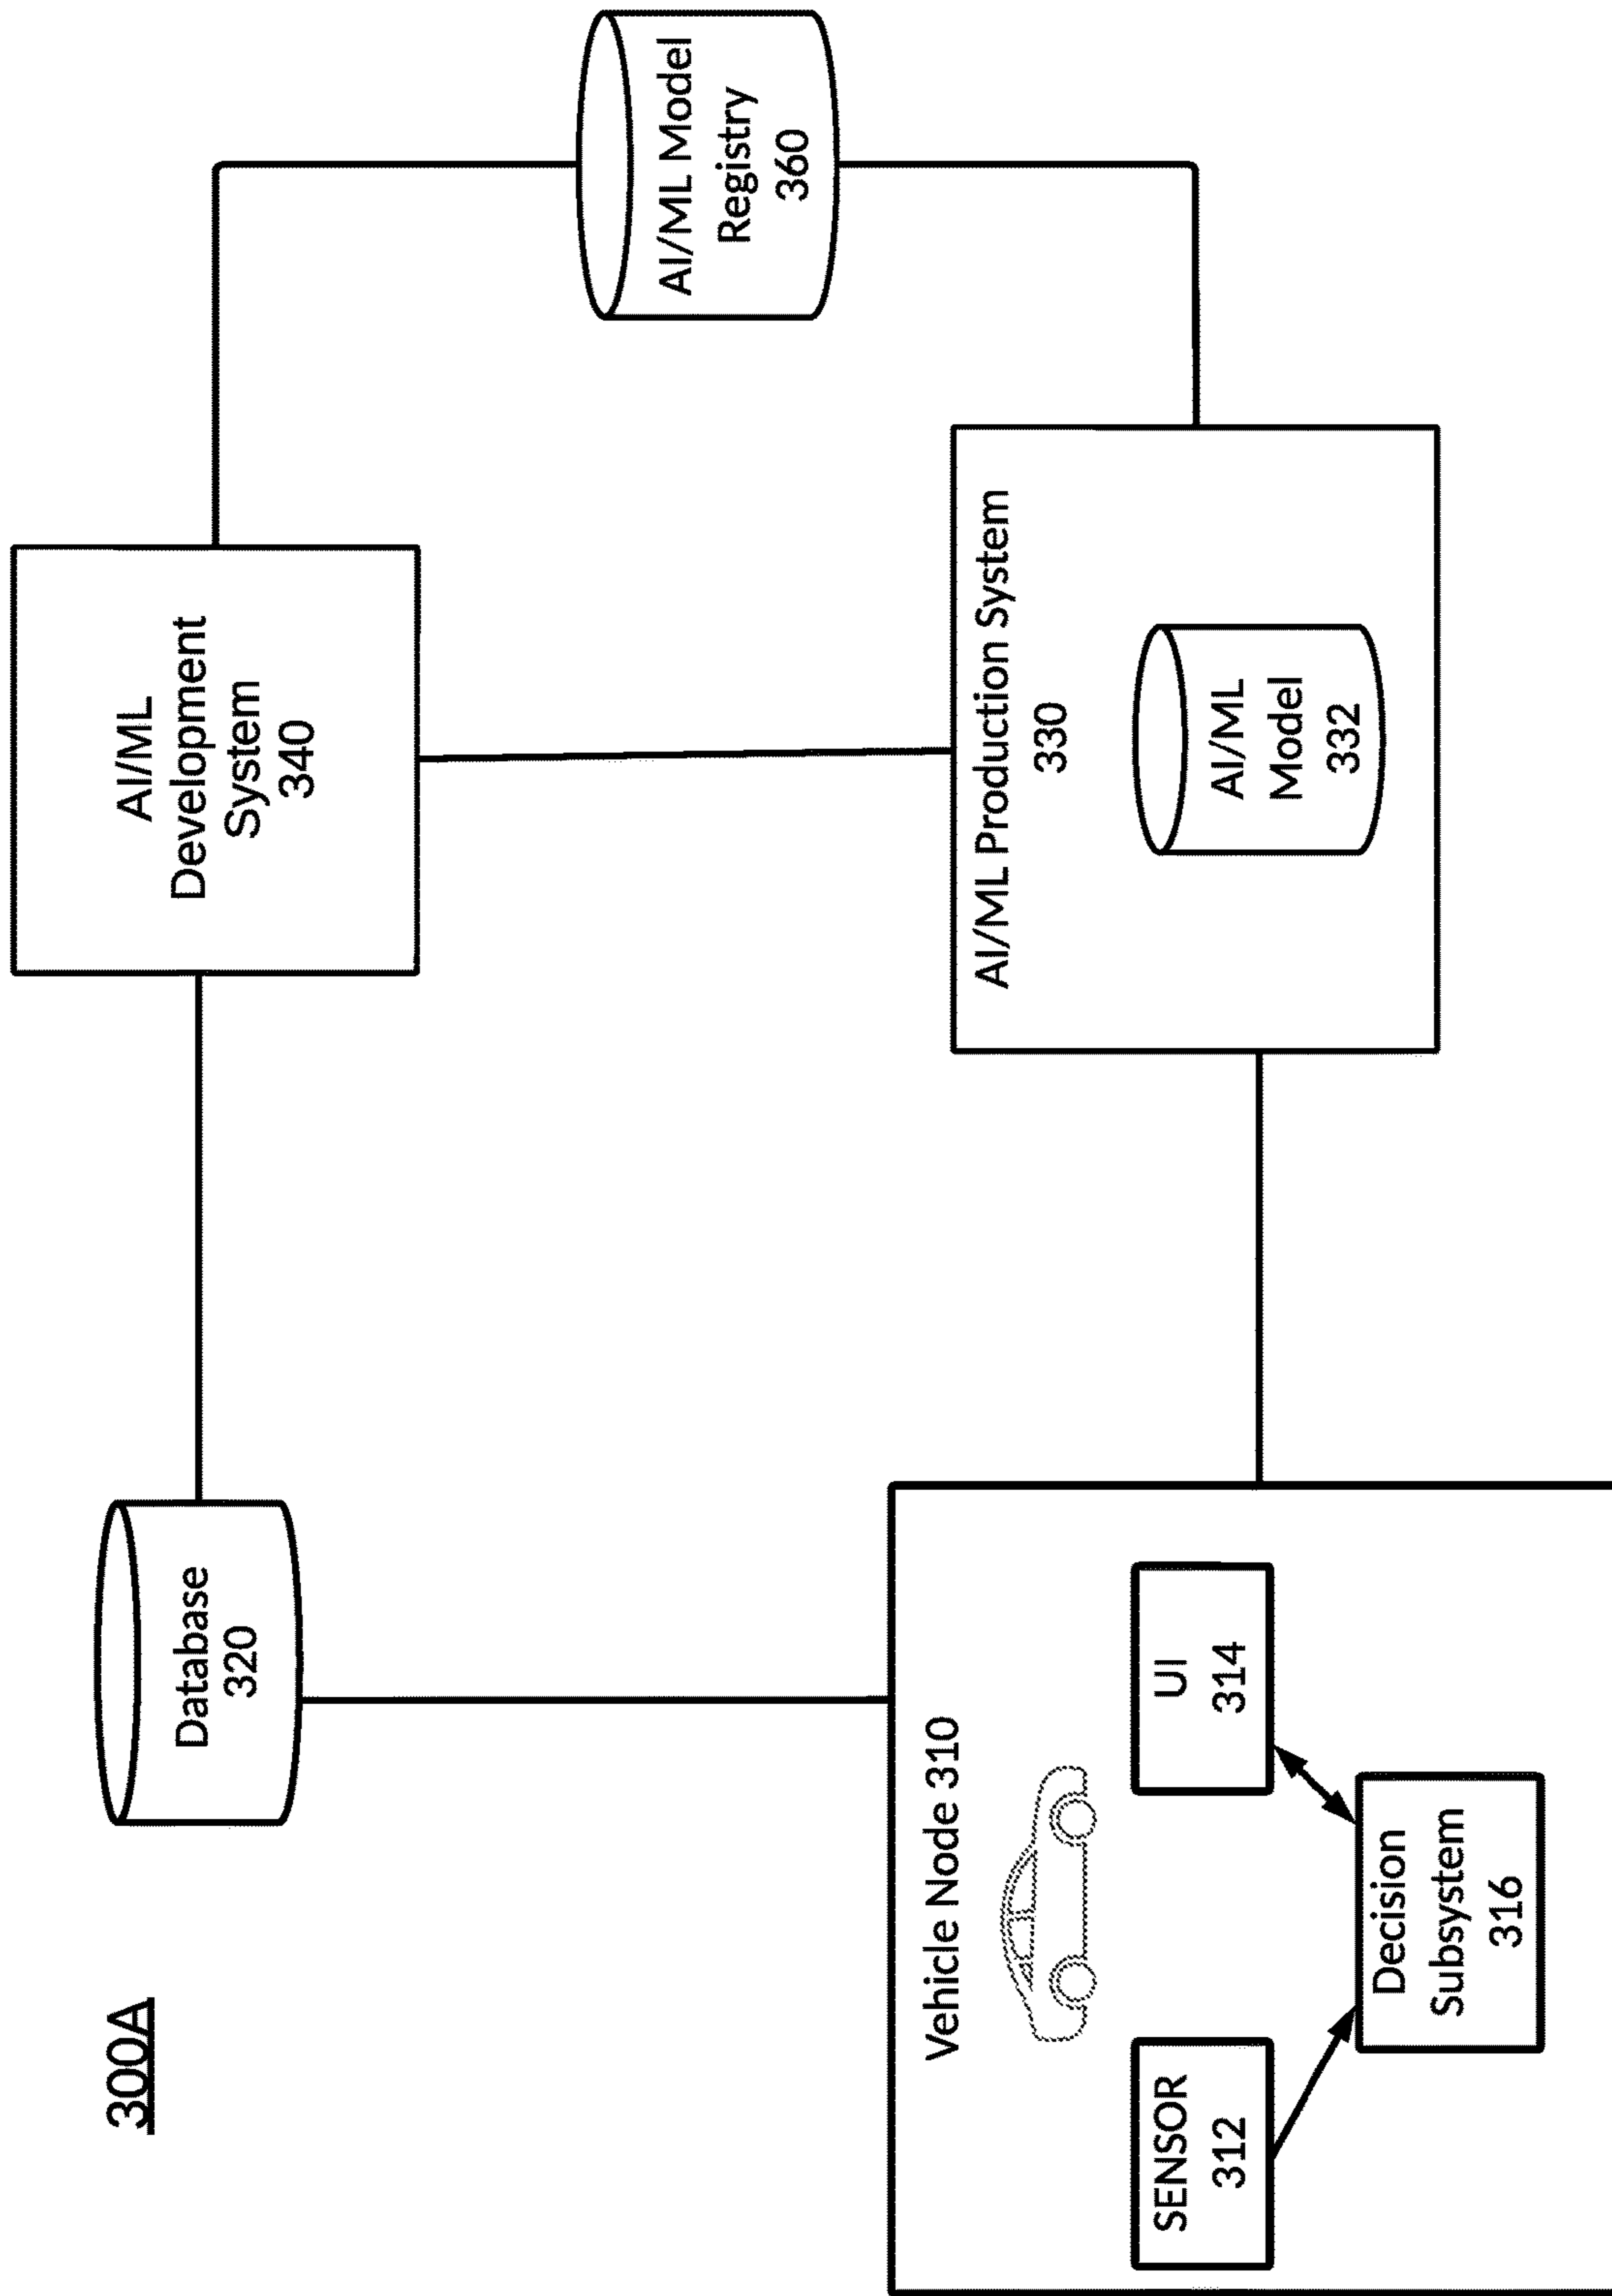 300A
Database
320
AI/ML
Development
System
340
AI/ML Model
Registry
360
Vehicle Node 310
SENSOR
312
UI
314
Decision
Subsystem
316
AI/ML Production System
330
AI/ML
Model
332